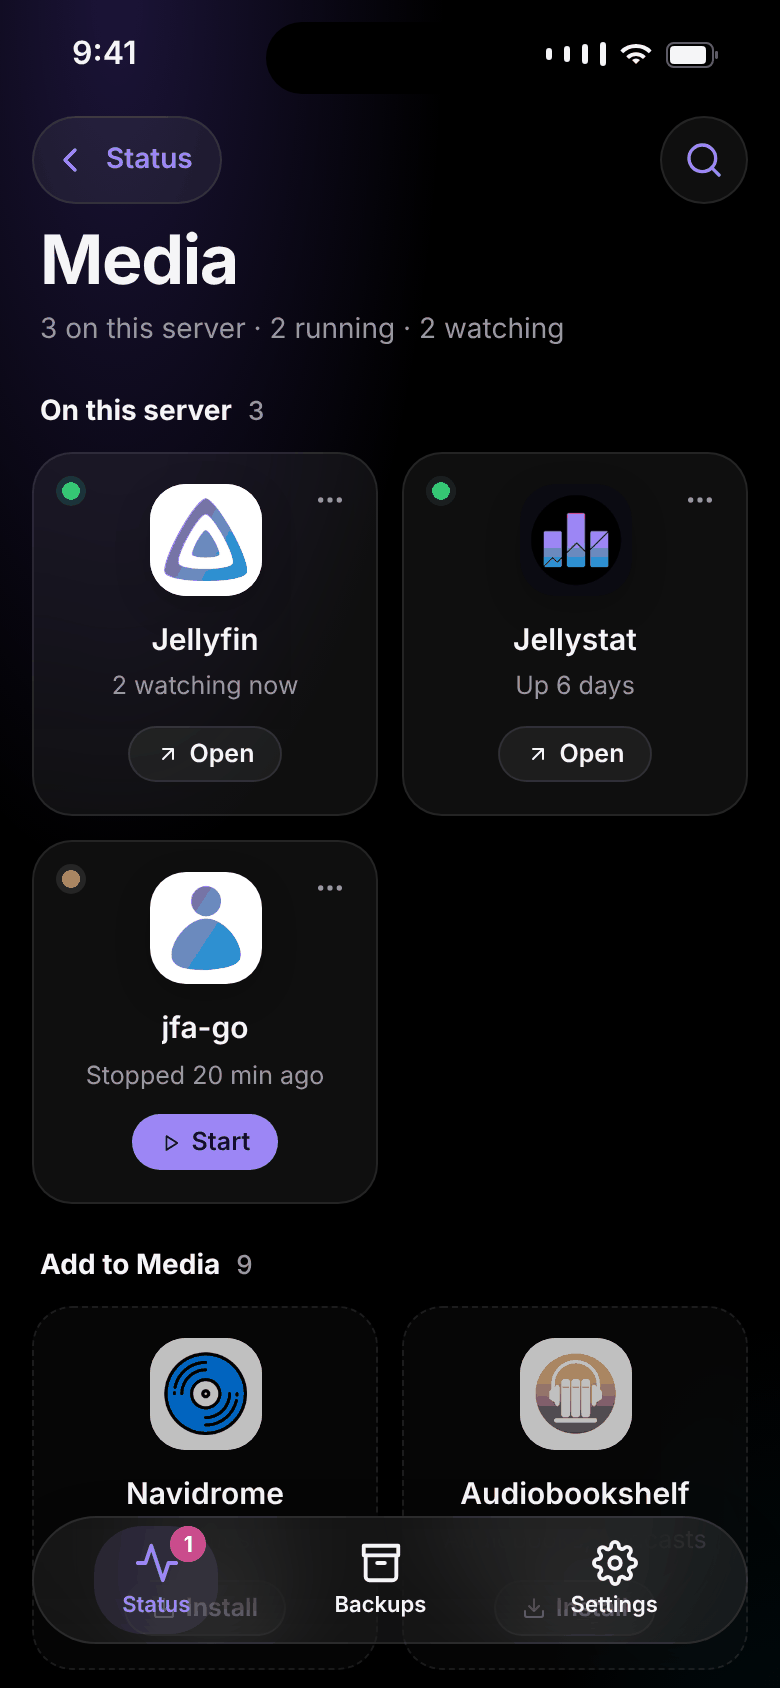 9:41
Status
Media
3 on this server · 2 running · 2 watching
On this server 3
Jellyfin
2 watching now
Open
Jellystat
Up 6 days
Open
jfa-go
Stopped 20 min ago
Start
Add to Media 9
Navidrome
Audiobookshelf
Install
Install
1
Status
Backups
Settings